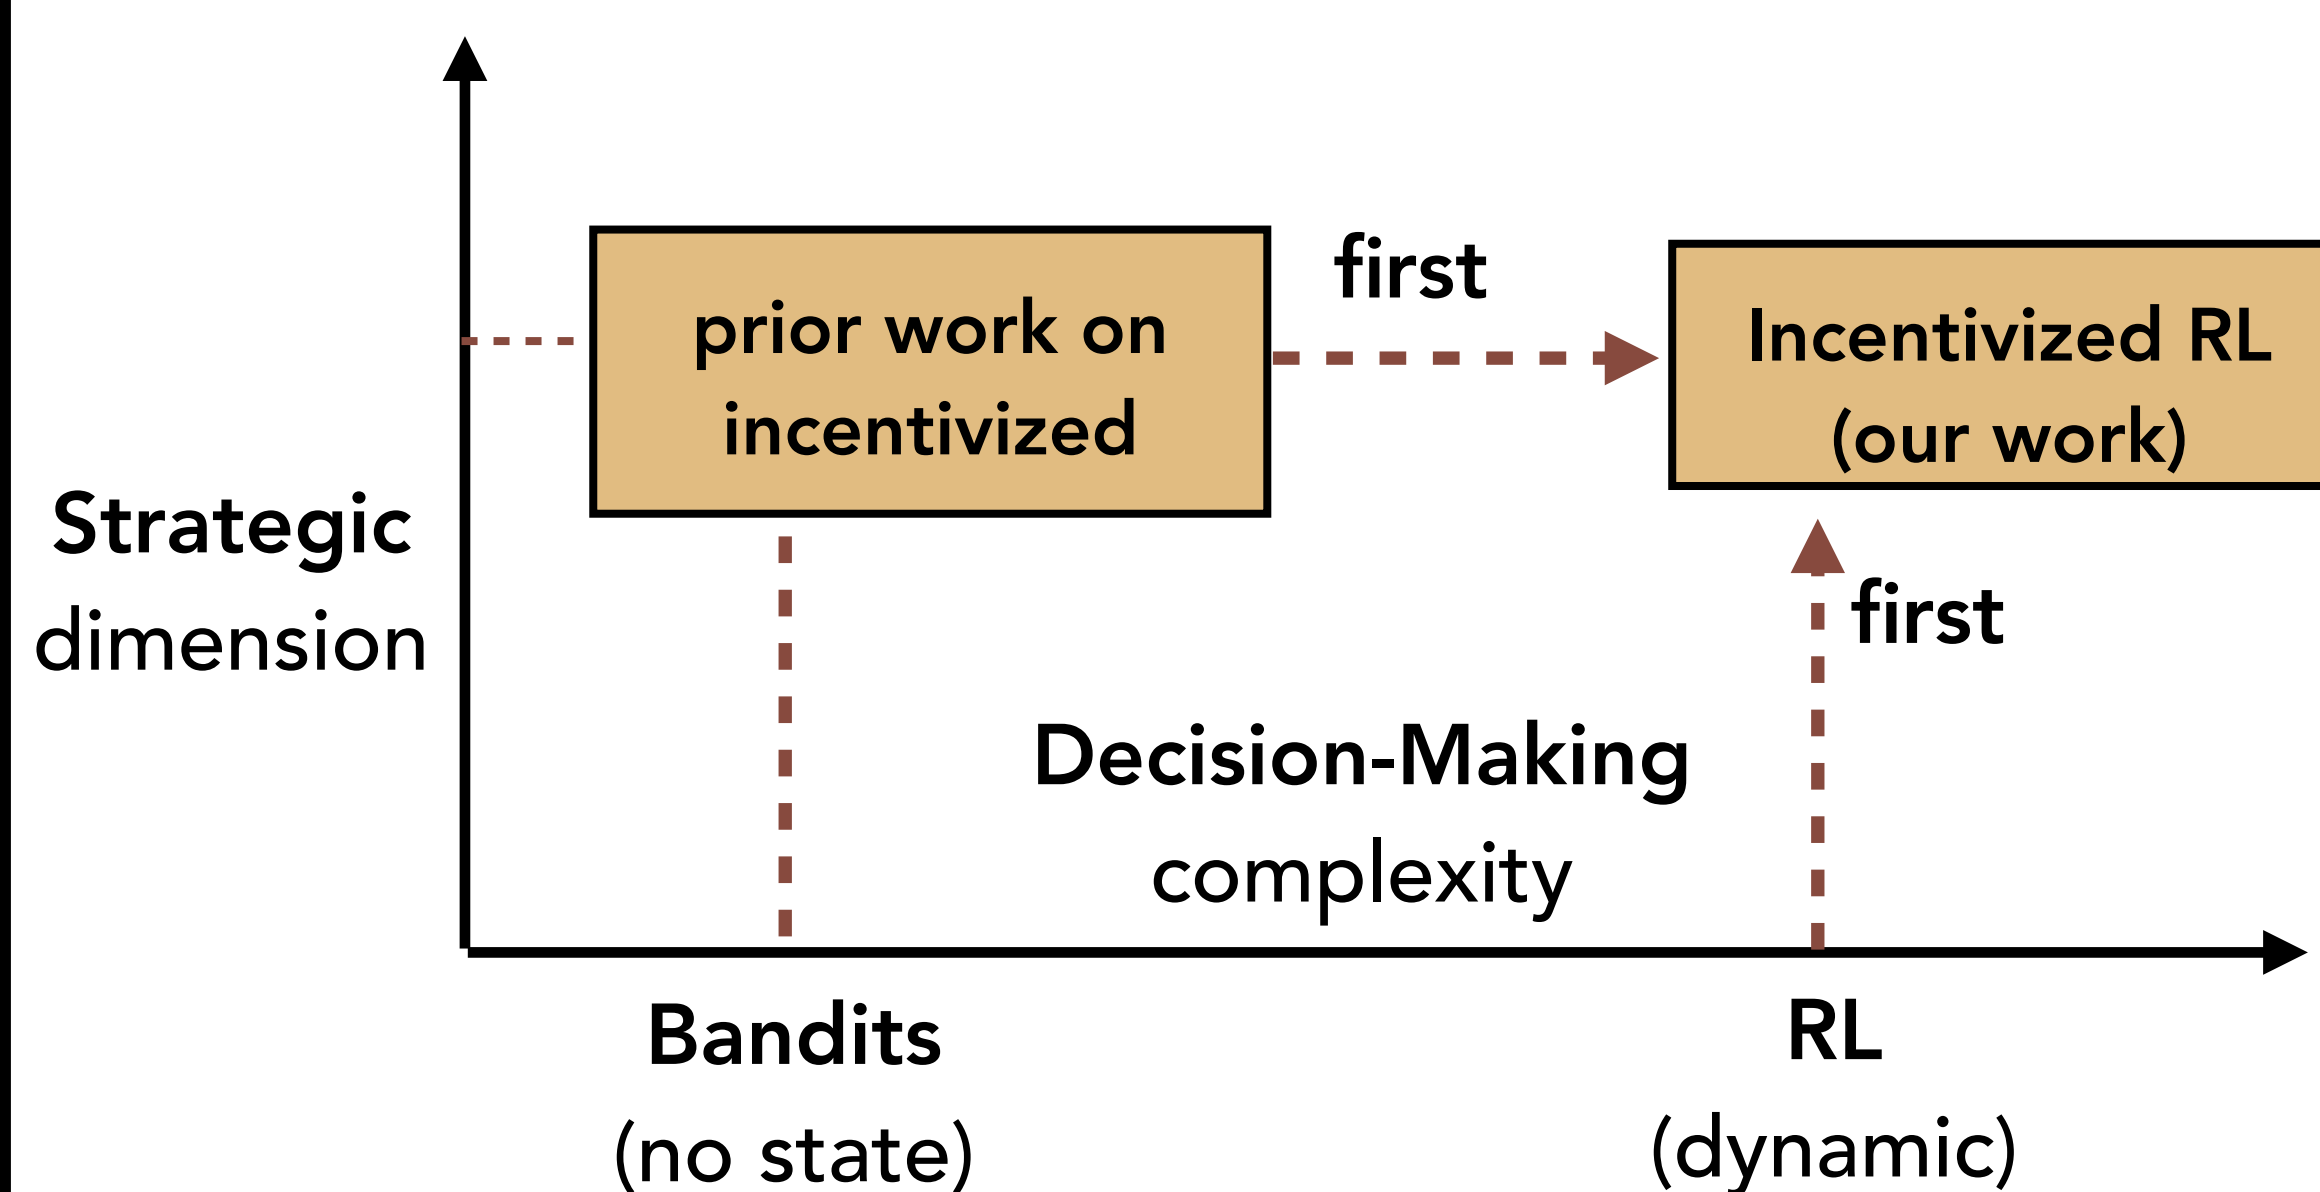 prior work on
incentivized
first
Incentivized RL
(our work)
Strategic
dimension
first
Decision-Making
complexity
Bandits
(no state)
RL
(dynamic)